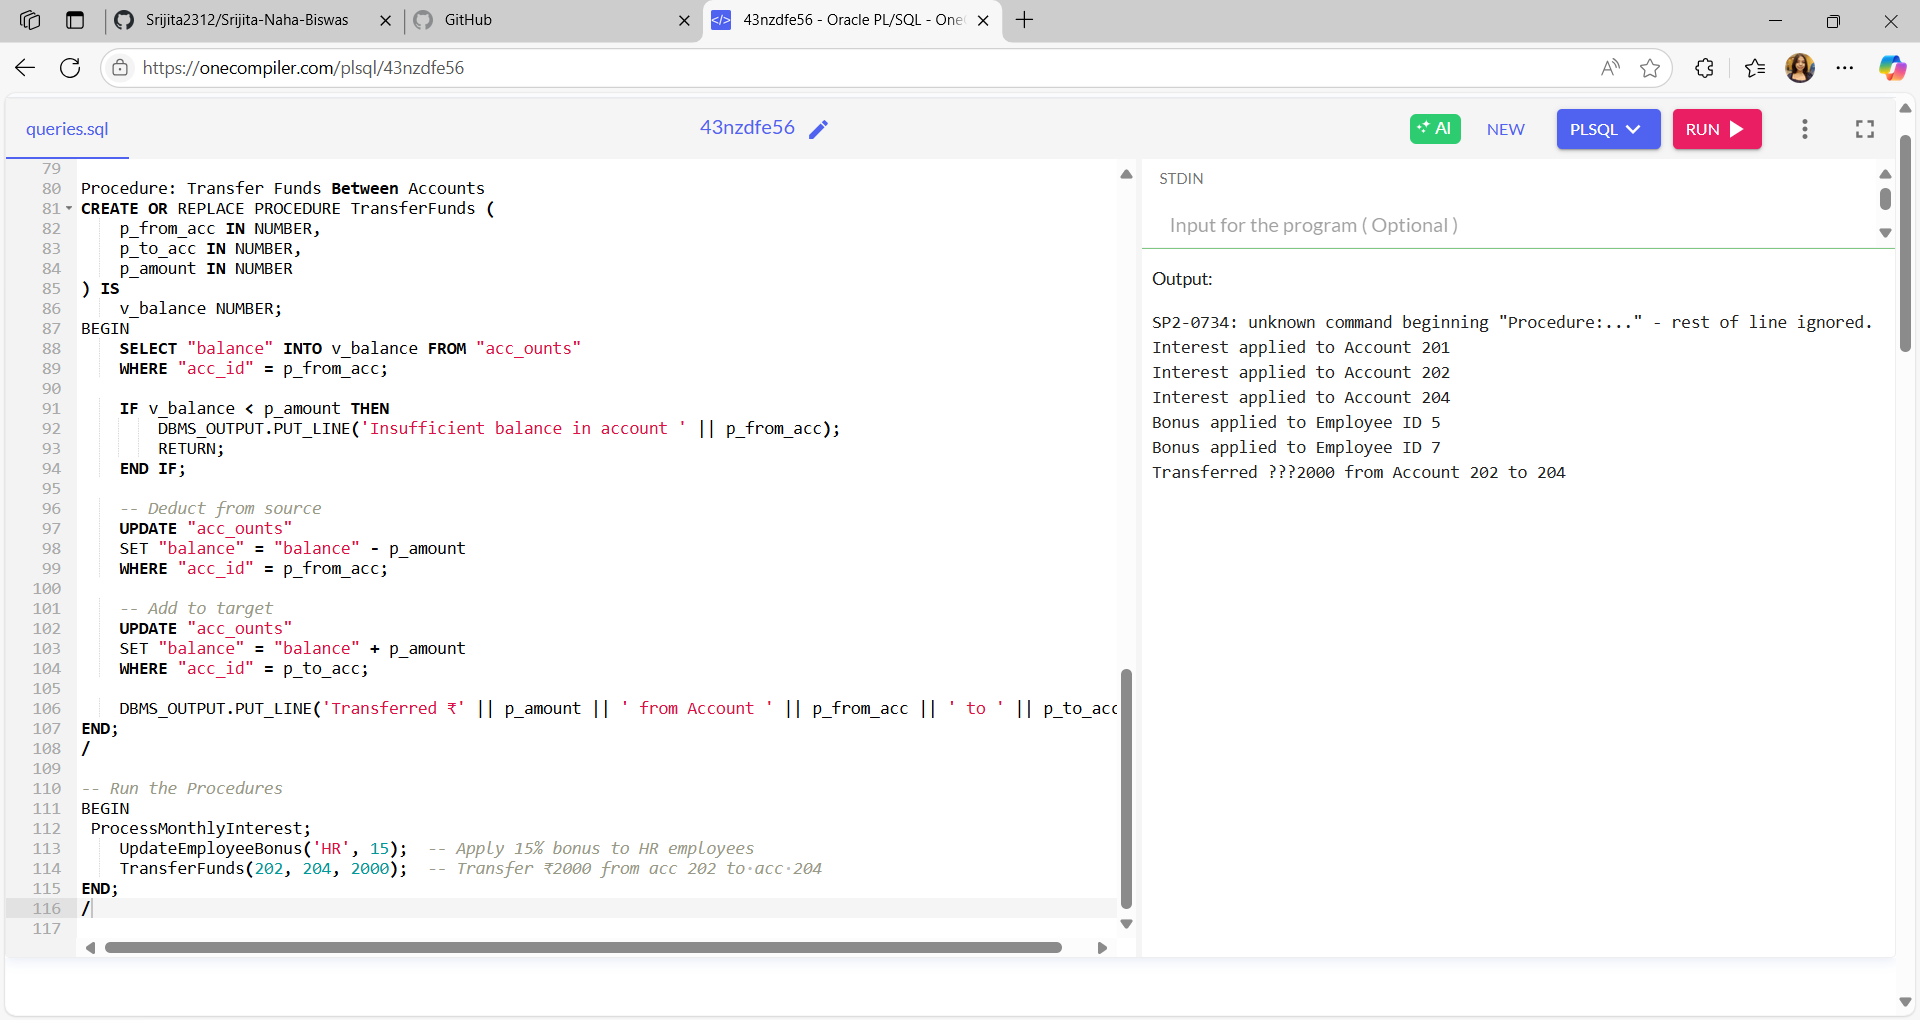 Srijita2312/Srijita-Naha-Biswas
GitHub
43nzdfe56 - Oracle PL/SQL - One
https://onecompiler.com/plsql/43nzdfe56
queries.sql
43nzdfe56
AI
NEW
PLSQL
RUN
79
80 Procedure: Transfer Funds Between Accounts
81 CREATE OR REPLACE PROCEDURE TransferFunds (
82     p_from_acc IN NUMBER,
83     p_to_acc IN NUMBER,
84     p_amount IN NUMBER
85 ) IS
86     v_balance NUMBER;
87 BEGIN
88     SELECT "balance" INTO v_balance FROM "acc_ounts"
89     WHERE "acc_id" = p_from_acc;
90
91     IF v_balance < p_amount THEN
92         DBMS_OUTPUT.PUT_LINE('Insufficient balance in account ' || p_from_acc);
93         RETURN;
94     END IF;
95
96     -- Deduct from source
97     UPDATE "acc_ounts"
98     SET "balance" = "balance" - p_amount
99     WHERE "acc_id" = p_from_acc;
100
101     -- Add to target
102     UPDATE "acc_ounts"
103     SET "balance" = "balance" + p_amount
104     WHERE "acc_id" = p_to_acc;
105
106     DBMS_OUTPUT.PUT_LINE('Transferred ₹' || p_amount || ' from Account ' || p_from_acc || ' to ' || p_to_acc
107 END;
108 /
109
110 -- Run the Procedures
111 BEGIN
112  ProcessMonthlyInterest;
113     UpdateEmployeeBonus('HR', 15);  -- Apply 15% bonus to HR employees
114     TransferFunds(202, 204, 2000);  -- Transfer ₹2000 from acc 202 to·acc·204
115 END;
116 /
117
STDIN
Input for the program ( Optional )
Output:
SP2-0734: unknown command beginning "Procedure:..." - rest of line ignored.
Interest applied to Account 201
Interest applied to Account 202
Interest applied to Account 204
Bonus applied to Employee ID 5
Bonus applied to Employee ID 7
Transferred ???2000 from Account 202 to 204